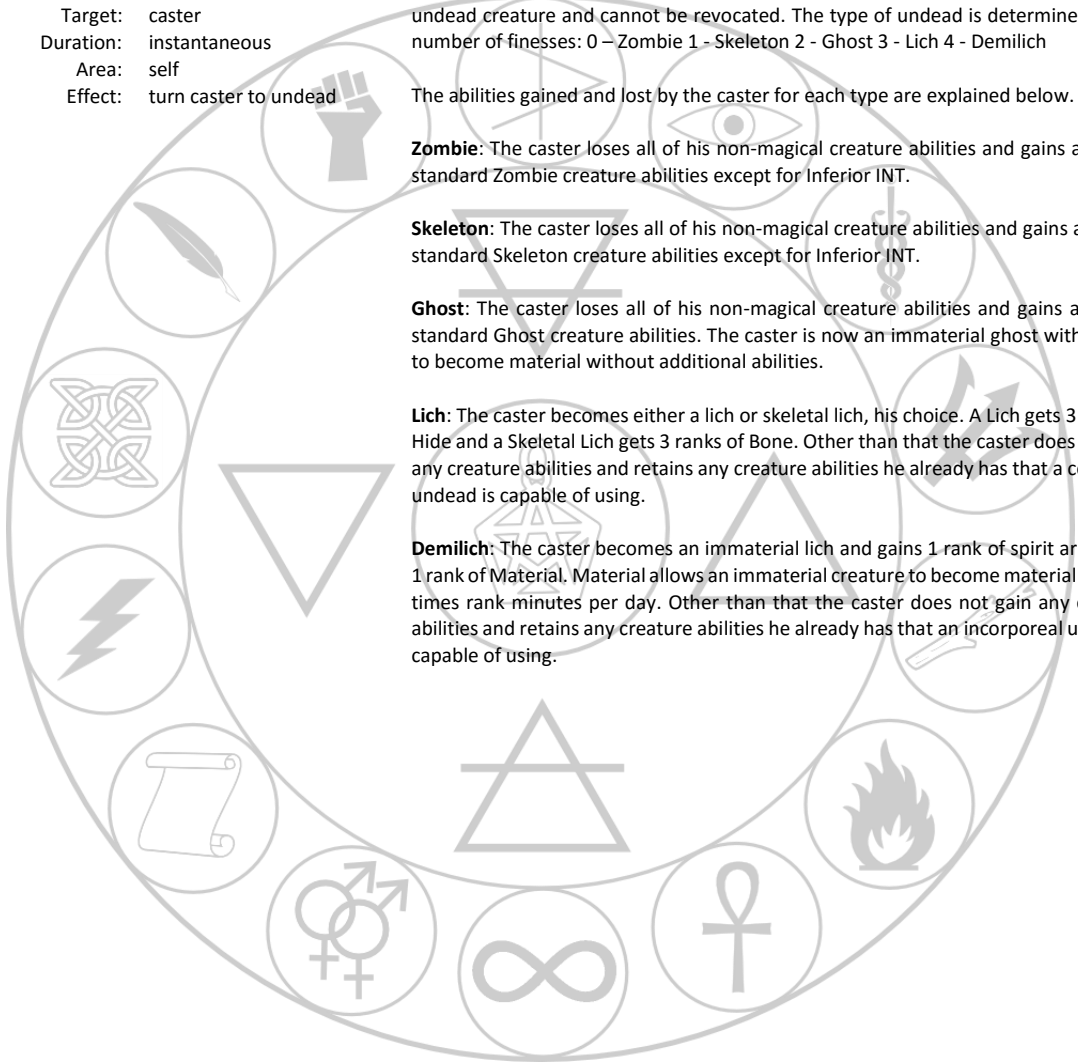 Target: caster
Duration: instantaneous
Area: self
Effect: turn caster to undead
undead creature and cannot be revocated. The type of undead is determine
number of finesses: 0 – Zombie 1 - Skeleton 2 - Ghost 3 - Lich 4 - Demilich
The abilities gained and lost by the caster for each type are explained below.
Zombie: The caster loses all of his non-magical creature abilities and gains a
standard Zombie creature abilities except for Inferior INT.
Skeleton: The caster loses all of his non-magical creature abilities and gains a
standard Skeleton creature abilities except for Inferior INT.
Ghost: The caster loses all of his non-magical creature abilities and gains a
standard Ghost creature abilities. The caster is now an immaterial ghost with
to become material without additional abilities.
Lich: The caster becomes either a lich or skeletal lich, his choice. A Lich gets 3
Hide and a Skeletal Lich gets 3 ranks of Bone. Other than that the caster does
any creature abilities and retains any creature abilities he already has that a co
undead is capable of using.
Demilich: The caster becomes an immaterial lich and gains 1 rank of spirit ar
1 rank of Material. Material allows an immaterial creature to become material
times rank minutes per day. Other than that the caster does not gain any
abilities and retains any creature abilities he already has that an incorporeal u
capable of using.